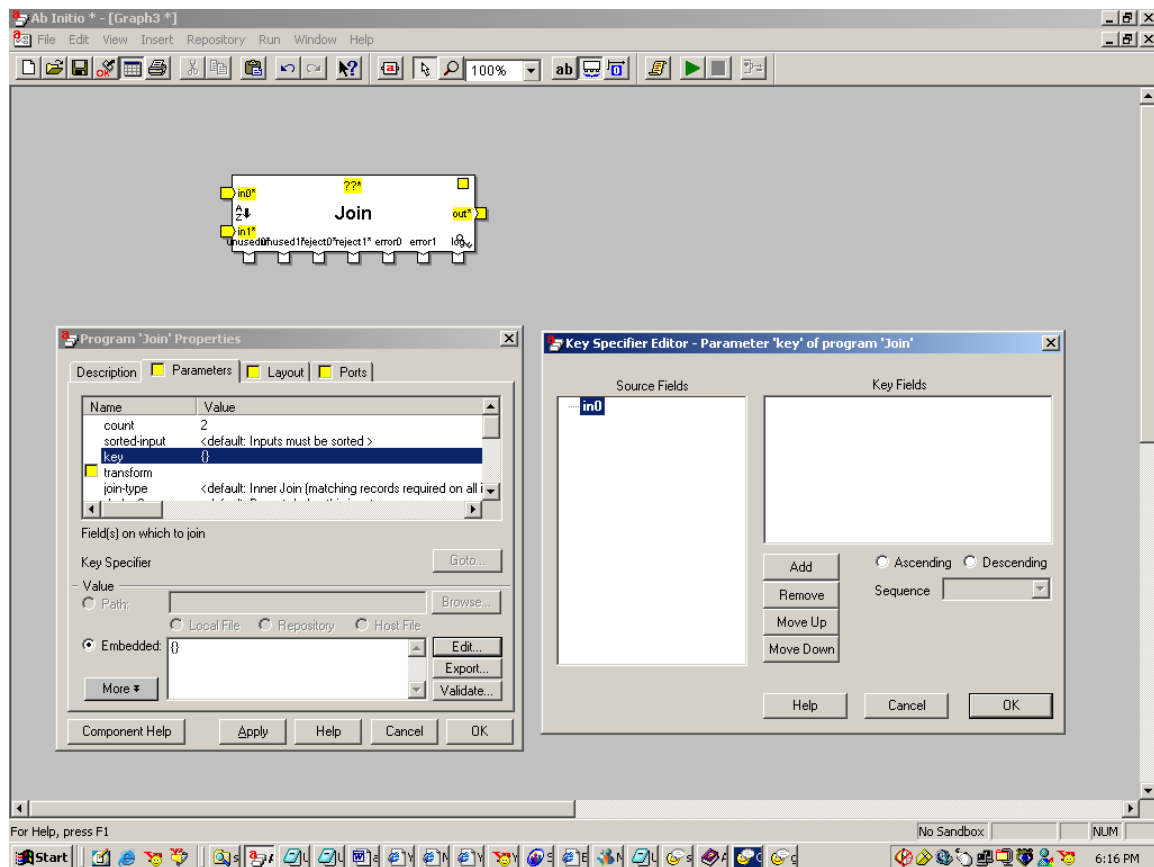 Ab Initio * - [Graph3 *]
File Edit View Insert Repository Run Window Help
100% ab
??*
in0*
Join
out*
in1*
unused0* unused1* reject0* reject1* error0 error1 log
Program 'Join' Properties
Description Parameters Layout Ports
Name Value
count 2
sorted-input <default: Inputs must be sorted >
key {}
transform
join-type <default: Inner Join (matching records required on all i
Field(s) on which to join
Key Specifier Goto...
Value
Path: Browse...
Local File Repository Host File
Embedded: {} Edit...
Export...
More Validate...
Component Help Apply Help Cancel OK
Key Specifier Editor - Parameter 'key' of program 'Join'
Source Fields Key Fields
in0
Add Ascending Descending
Remove Sequence
Move Up
Move Down
Help Cancel OK
For Help, press F1 No Sandbox NUM
Start 6:16 PM